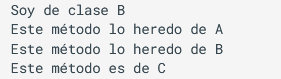 Soy de clase B
Este método lo heredo de A
Este método lo heredo de B
Este método es de C